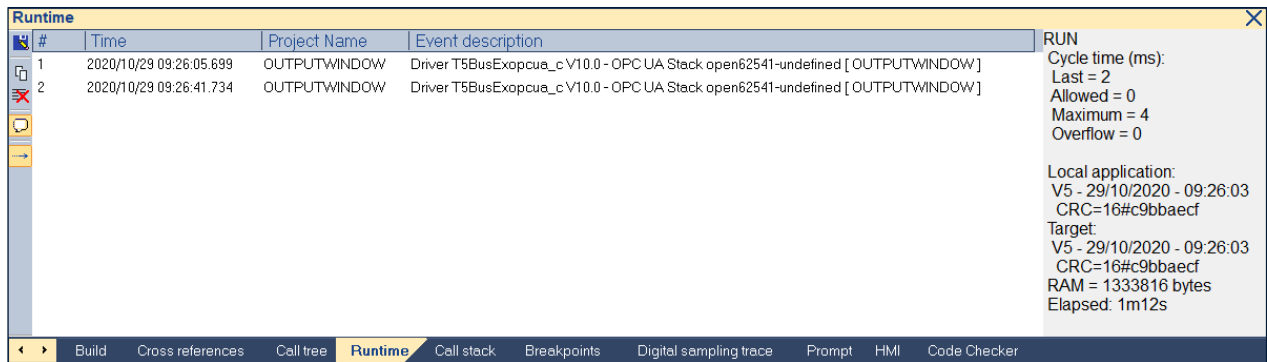 Runtime
# Time Project Name Event description
1 2020/10/29 09:26:05.699 OUTPUTWINDOW Driver T5BusExopcua_c V10.0 - OPC UA Stack open62541-undefined [ OUTPUTWINDOW ]
2 2020/10/29 09:26:41.734 OUTPUTWINDOW Driver T5BusExopcua_c V10.0 - OPC UA Stack open62541-undefined [ OUTPUTWINDOW ]
RUN
Cycle time (ms):
Last = 2
Allowed = 0
Maximum = 4
Overflow = 0
Local application:
V5 - 29/10/2020 - 09:26:03
CRC=16#c9bbaecf
Target:
V5 - 29/10/2020 - 09:26:03
CRC=16#c9bbaecf
RAM = 1333816 bytes
Elapsed: 1m12s
Build Cross references Call tree Runtime Call stack Breakpoints Digital sampling trace Prompt HMI Code Checker